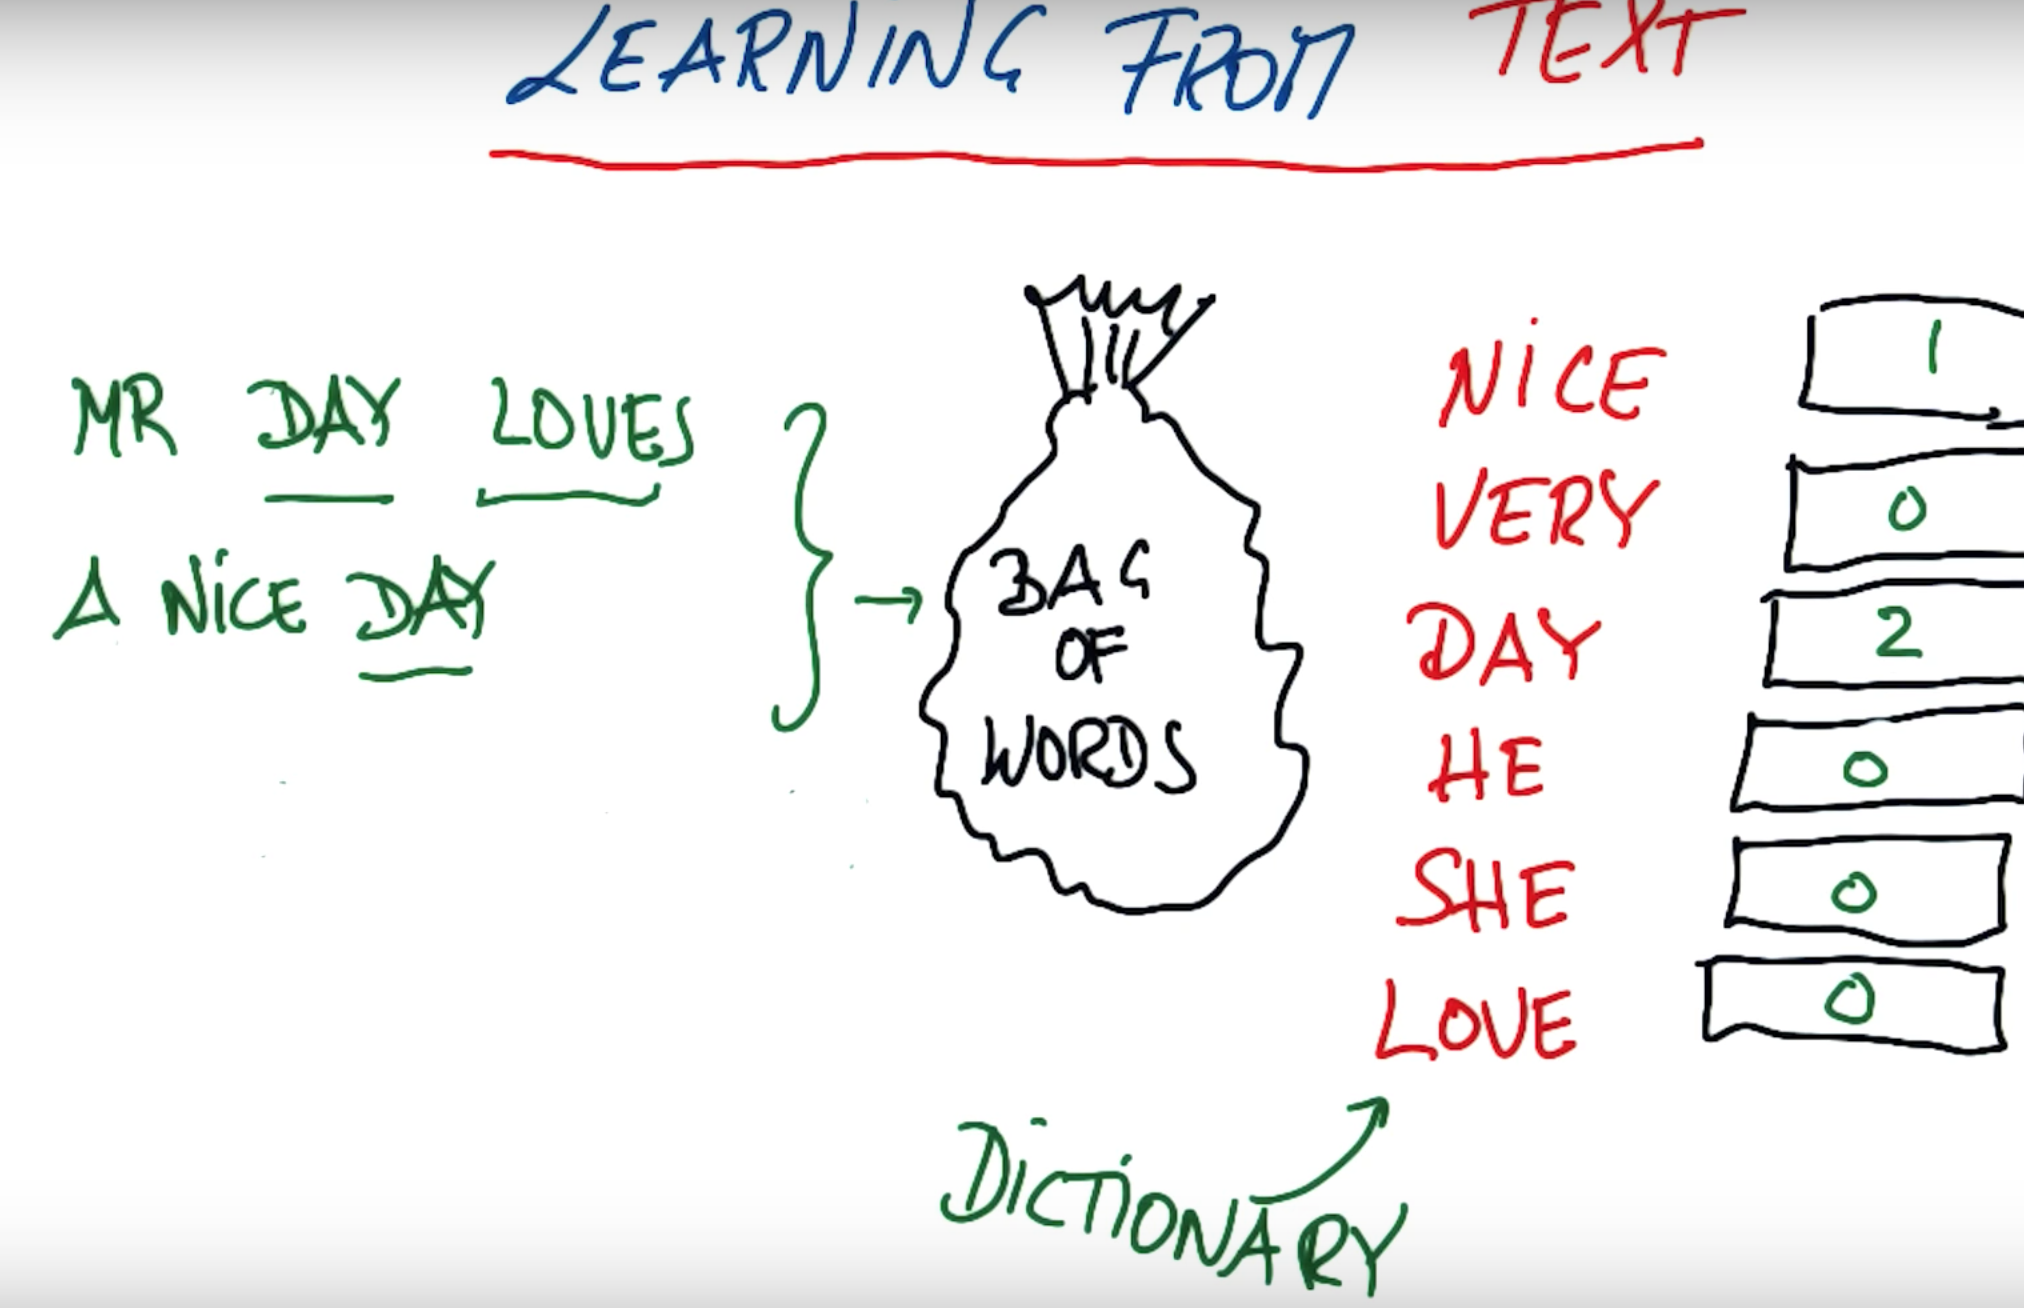 LEARNING FROM TEXT
MR DAY LOVES
A NICE DAY
BAG
OF
WORDS
NICE 1
VERY 0
DAY 2
HE 0
SHE 0
LOVE 0
DICTIONARY